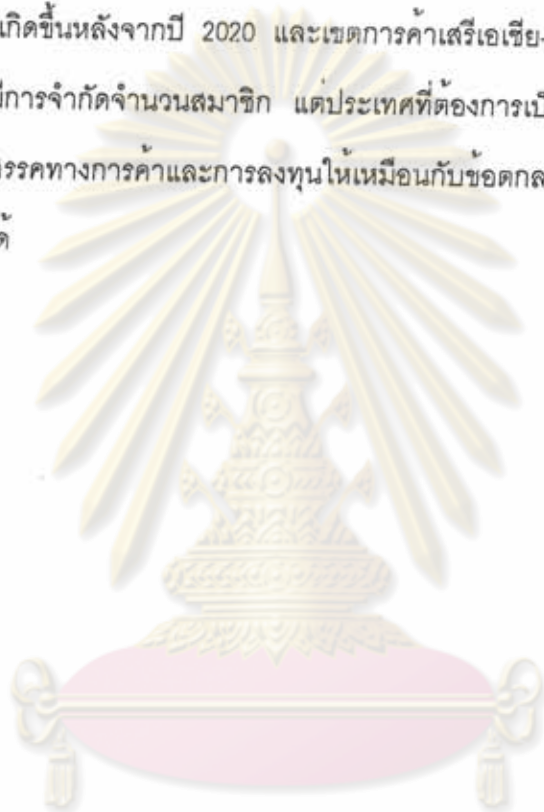 เกิดขึ้นหลังจากปี 2020 และเขตการค้าเสรีเอเชีย
มีการจำกัดจำนวนสมาชิก แต่ประเทศที่ต้องการเป็
สรรคทางการค้าและการลงทุนให้เหมือนกับข้อตกล
ด้